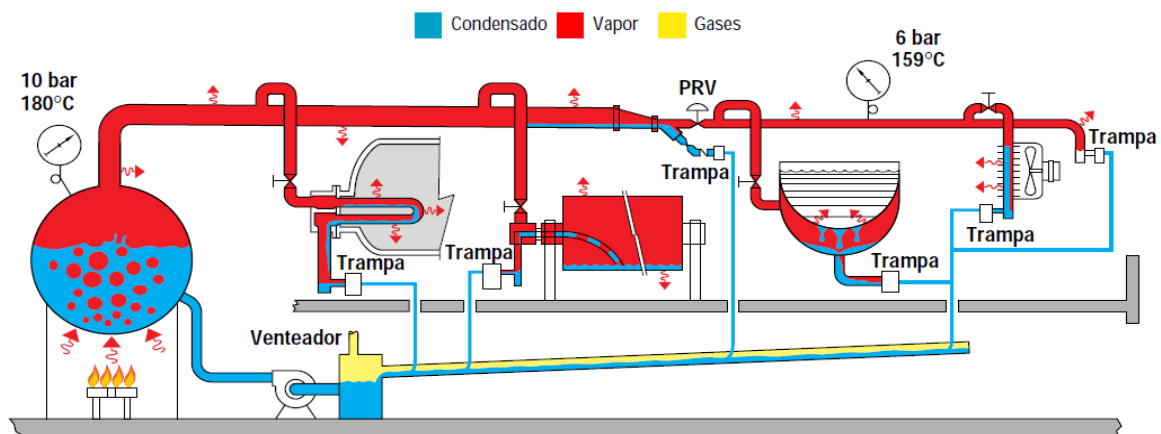 Condensado Vapor Gases
10 bar
180°C
6 bar
159°C
PRV
Trampa
Trampa
Trampa
Trampa
Trampa
Trampa
Venteador